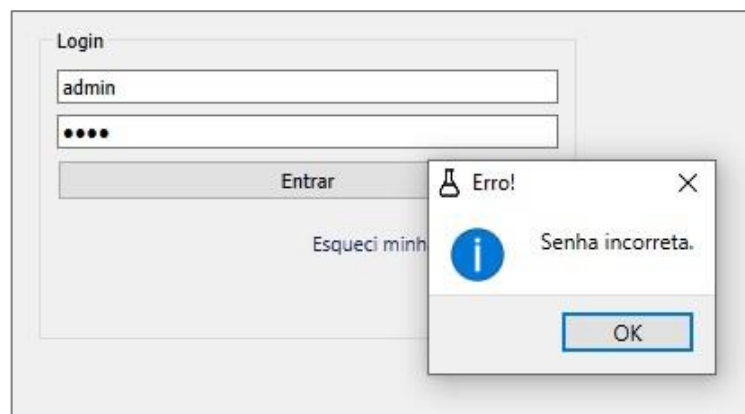 Login
admin
Entrar
Esqueci minh
Erro!
Senha incorreta.
OK